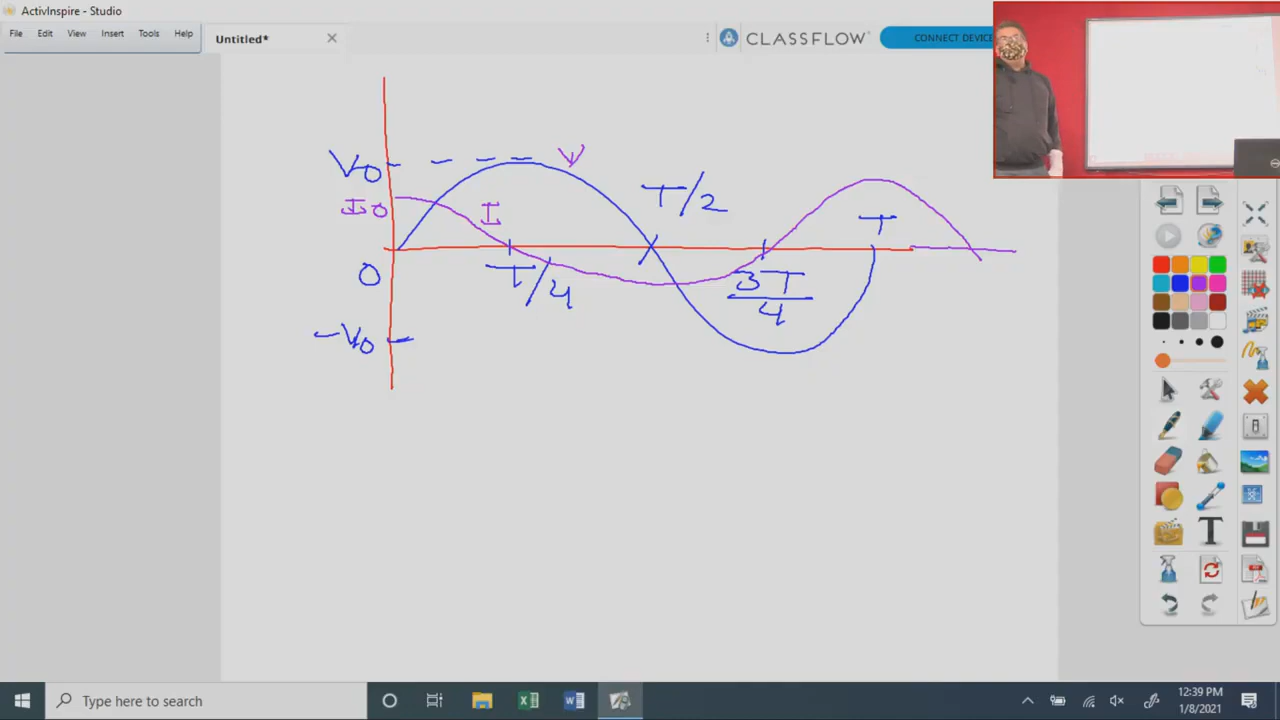 ActivInspire - Studio
File Edit View Insert Tools Help
Untitled*
CLASSFLOW
CONNECT DEVICE
V0
V
I0
I
T/2
T
0
T/4
3T
4
-V0
Type here to search
12:39 PM
1/8/2021